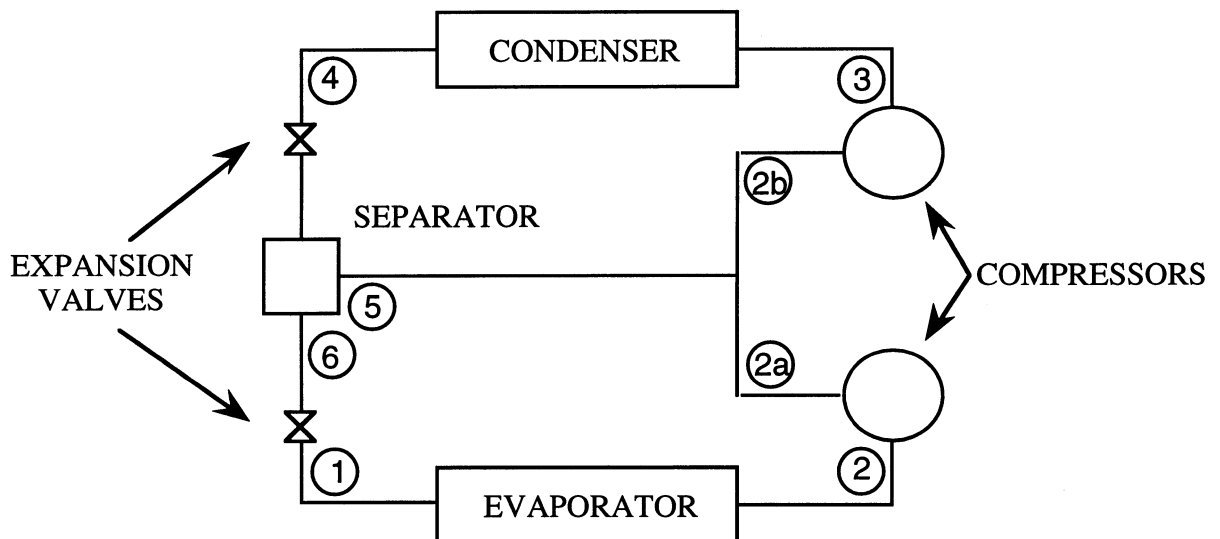 CONDENSER
4
3
2b
SEPARATOR
EXPANSION
VALVES
COMPRESSORS
5
6
2a
1
2
EVAPORATOR